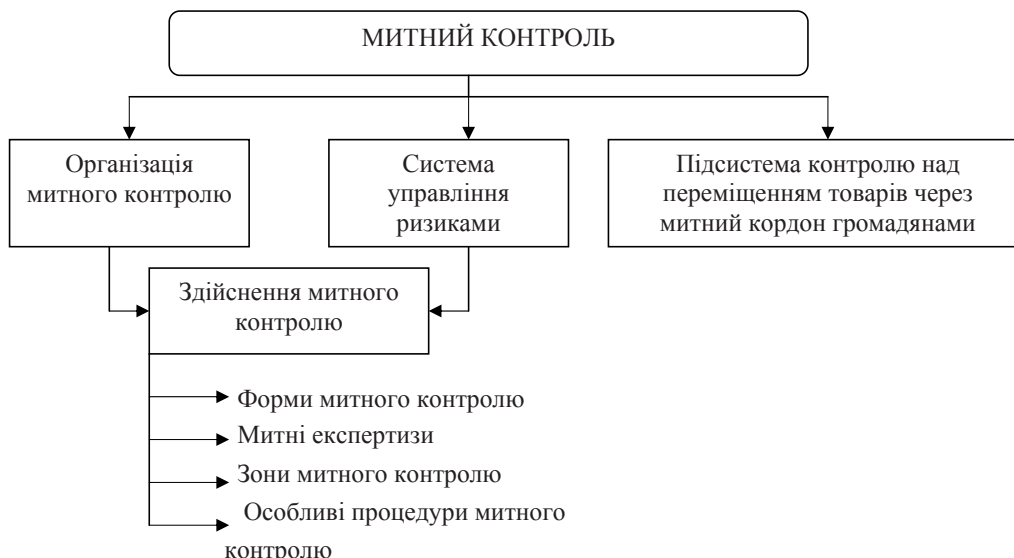 МИТНИЙ КОНТРОЛЬ
Організація
митного контролю
Система
управління
ризиками
Підсистема контролю над
переміщенням товарів через
митний кордон громадянами
Здійснення митного
контролю
Форми митного контролю
Митні експертизи
Зони митного контролю
Особливі процедури митного
контролю